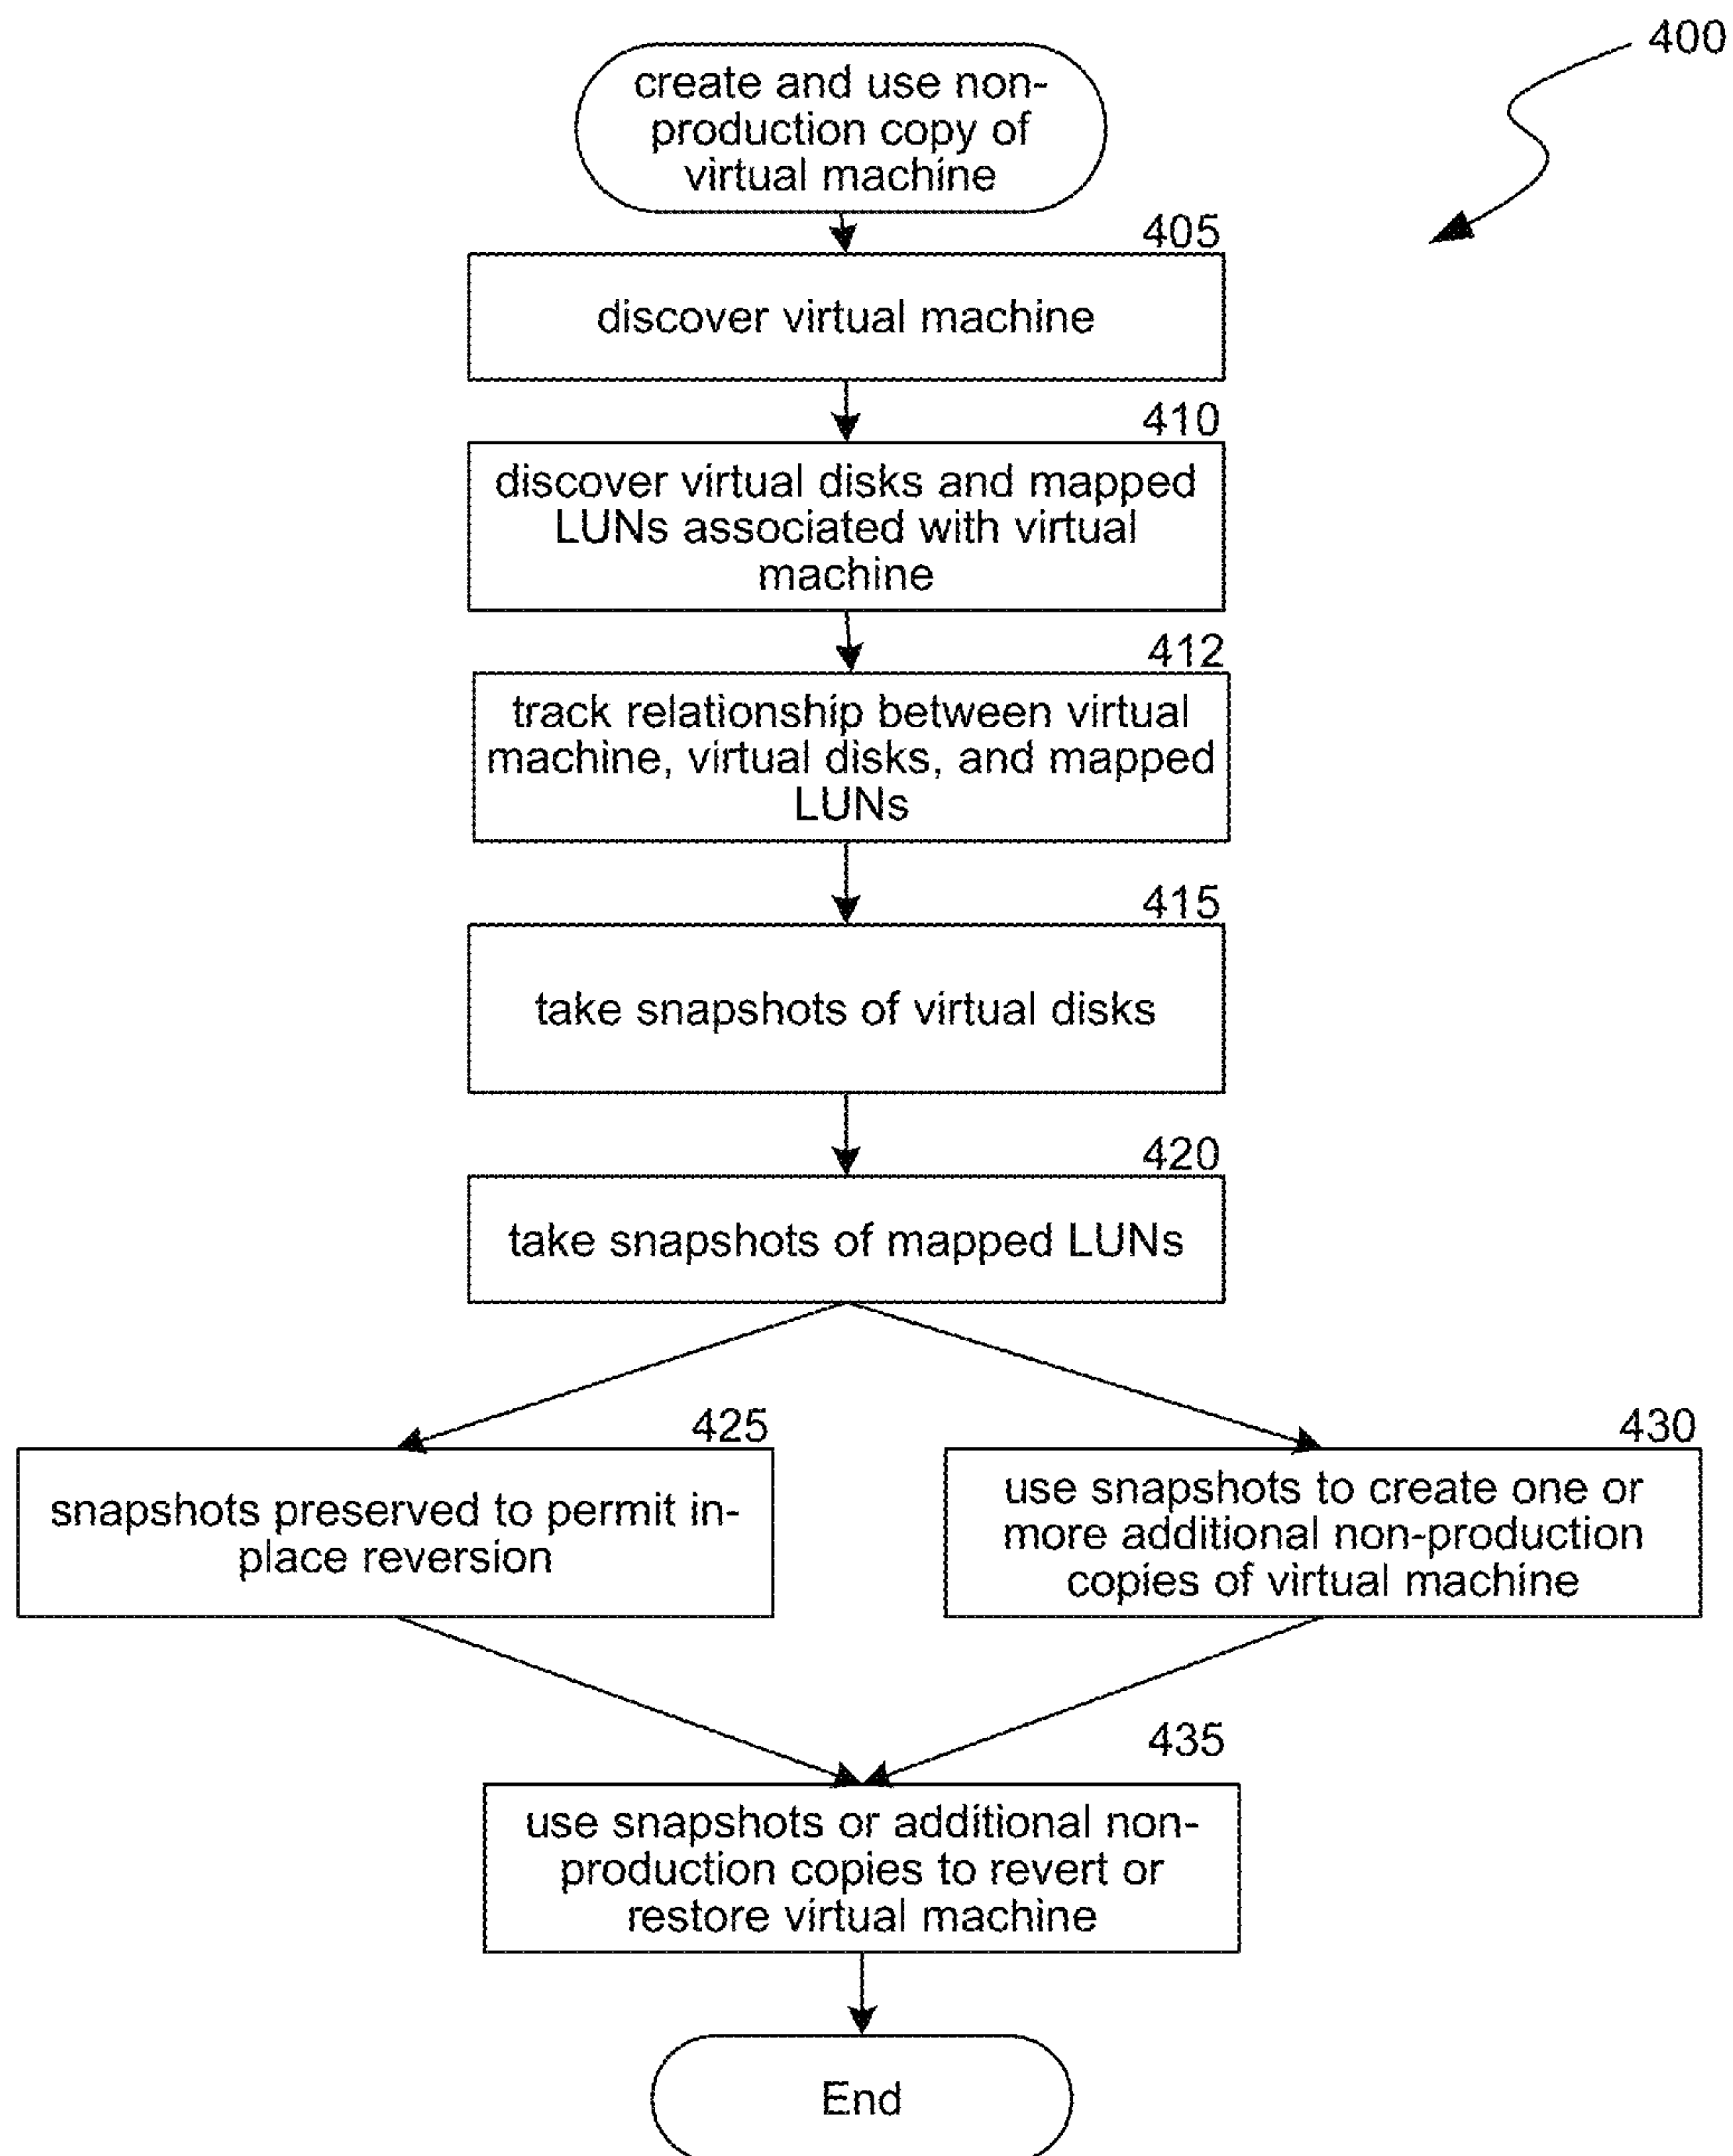 400
create and use non-
production copy of
virtual machine
405
discover virtual machine
410
discover virtual disks and mapped
LUNs associated with virtual
machine
412
track relationship between virtual
machine, virtual disks, and mapped
LUNs
415
take snapshots of virtual disks
420
take snapshots of mapped LUNs
425
snapshots preserved to permit in-
place reversion
430
use snapshots to create one or
more additional non-production
copies of virtual machine
435
use snapshots or additional non-
production copies to revert or
restore virtual machine
End